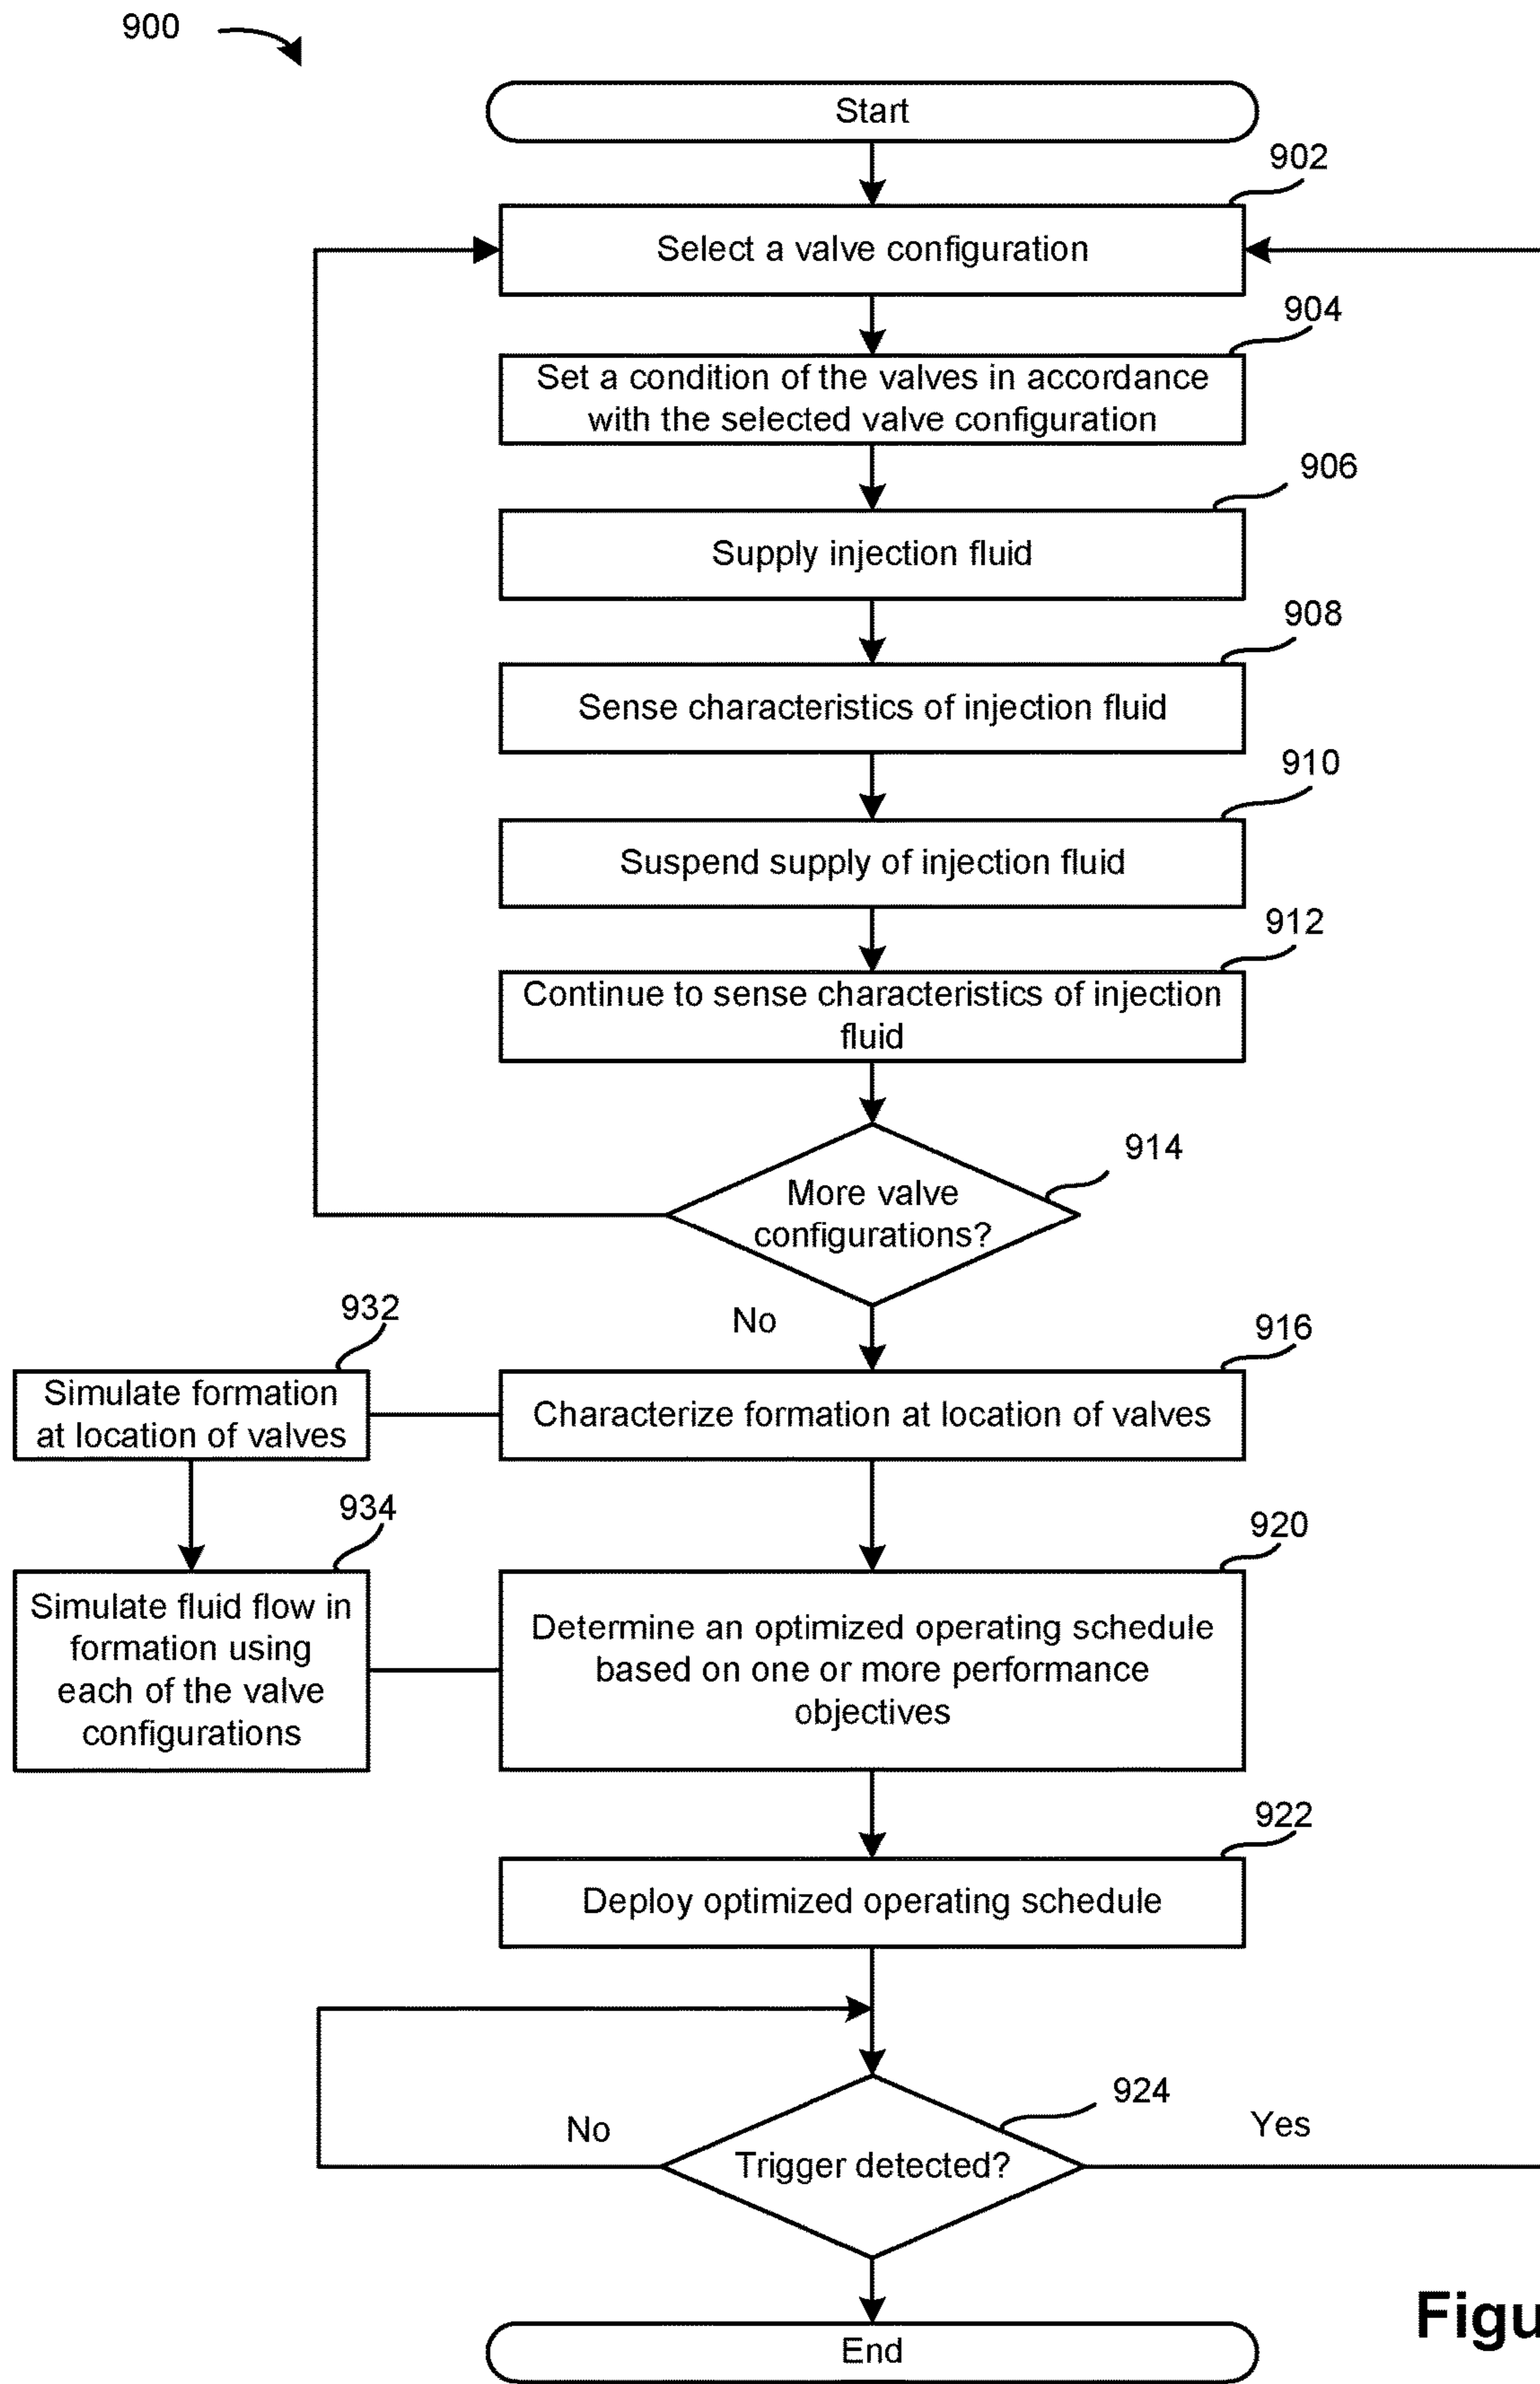 900
Start
902
Select a valve configuration
904
Set a condition of the valves in accordance
with the selected valve configuration
906
Supply injection fluid
908
Sense characteristics of injection fluid
910
Suspend supply of injection fluid
912
Continue to sense characteristics of injection
fluid
914
More valve
configurations?
No
932
Simulate formation
at location of valves
916
Characterize formation at location of valves
934
Simulate fluid flow in
formation using
each of the valve
configurations
920
Determine an optimized operating schedule
based on one or more performance
objectives
922
Deploy optimized operating schedule
924
No
Trigger detected?
Yes
End
Figu